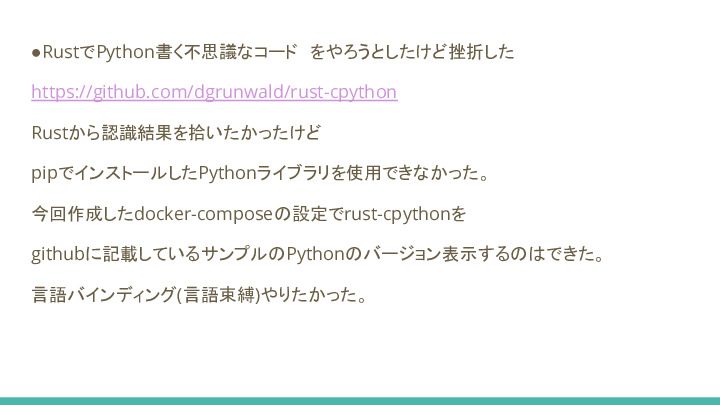 ●RustでPython書く不思議なコード　をやろうとしたけど挫折した
https://github.com/dgrunwald/rust-cpython
Rustから認識結果を拾いたかったけど
pipでインストールしたPythonライブラリを使用できなかった。
今回作成したdocker-composeの設定でrust-cpythonを
githubに記載しているサンプルのPythonのバージョン表示するのはできた。
言語バインディング(言語束縛)やりたかった。